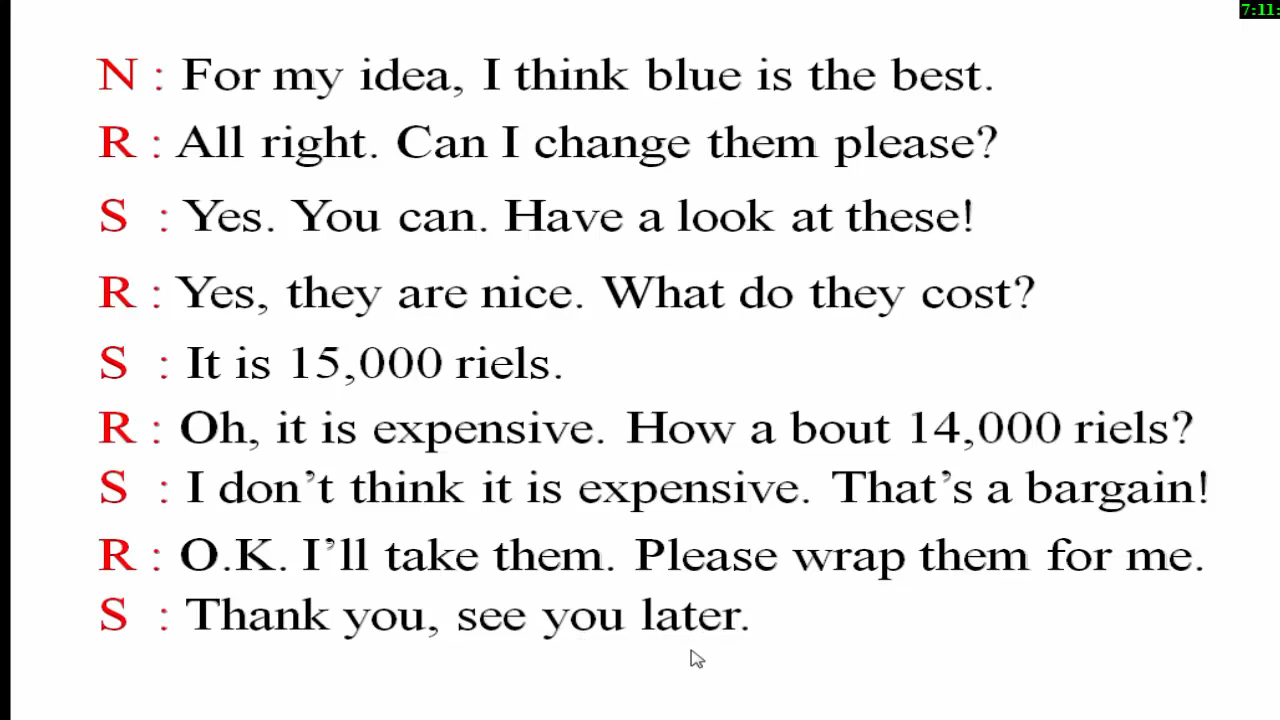 7:11:
N : For my idea, I think blue is the best.
R : All right. Can I change them please?
S : Yes. You can. Have a look at these!
R : Yes, they are nice. What do they cost?
S : It is 15,000 riels.
R : Oh, it is expensive. How a bout 14,000 riels?
S : I don’t think it is expensive. That’s a bargain!
R : O.K. I’ll take them. Please wrap them for me.
S : Thank you, see you later.